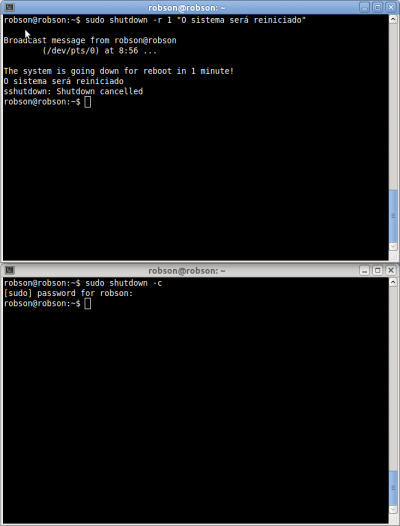 robson@robson: ~
robson@robson:~$ sudo shutdown -r 1 "O sistema será reiniciado"
Broadcast message from robson@robson
(/dev/pts/0) at 8:56 ...
The system is going down for reboot in 1 minute!
O sistema será reiniciado
sshutdown: Shutdown cancelled
robson@robson:~$
robson@robson: ~
robson@robson:~$ sudo shutdown -c
[sudo] password for robson:
robson@robson:~$